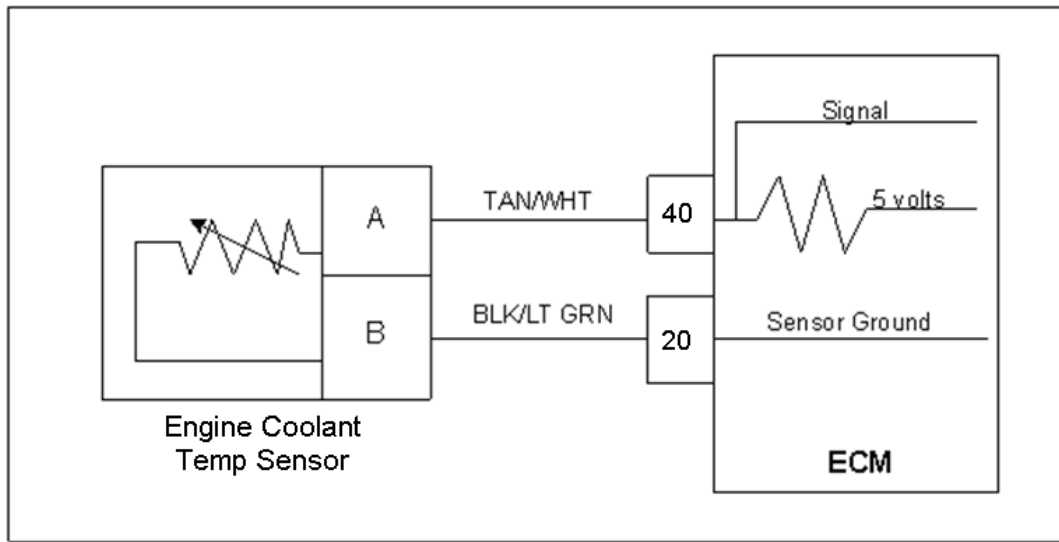 Signal
TAN/WHT
A
40
5 volts
BLK/LT GRN
B
20
Sensor Ground
Engine Coolant
Temp Sensor
ECM